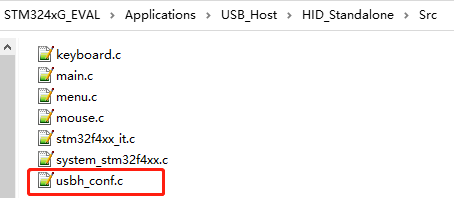 STM324xG_EVAL > Applications > USB_Host > HID_Standalone > Src
keyboard.c
main.c
menu.c
mouse.c
stm32f4xx_it.c
system_stm32f4xx.c
usbh_conf.c